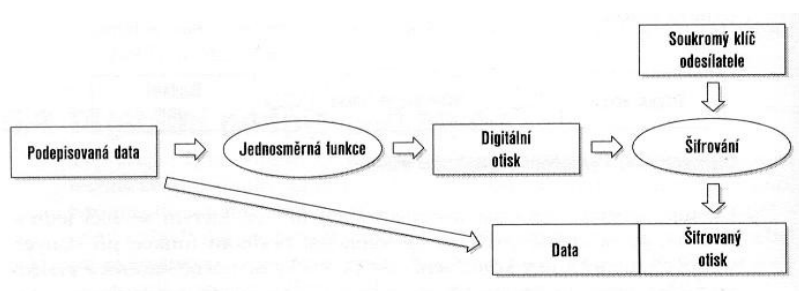 Soukromý klíč
odesílatele
Podepisovaná data
Jednosměrná funkce
Digitální
otisk
Šifrování
Data
Šifrovaný
otisk